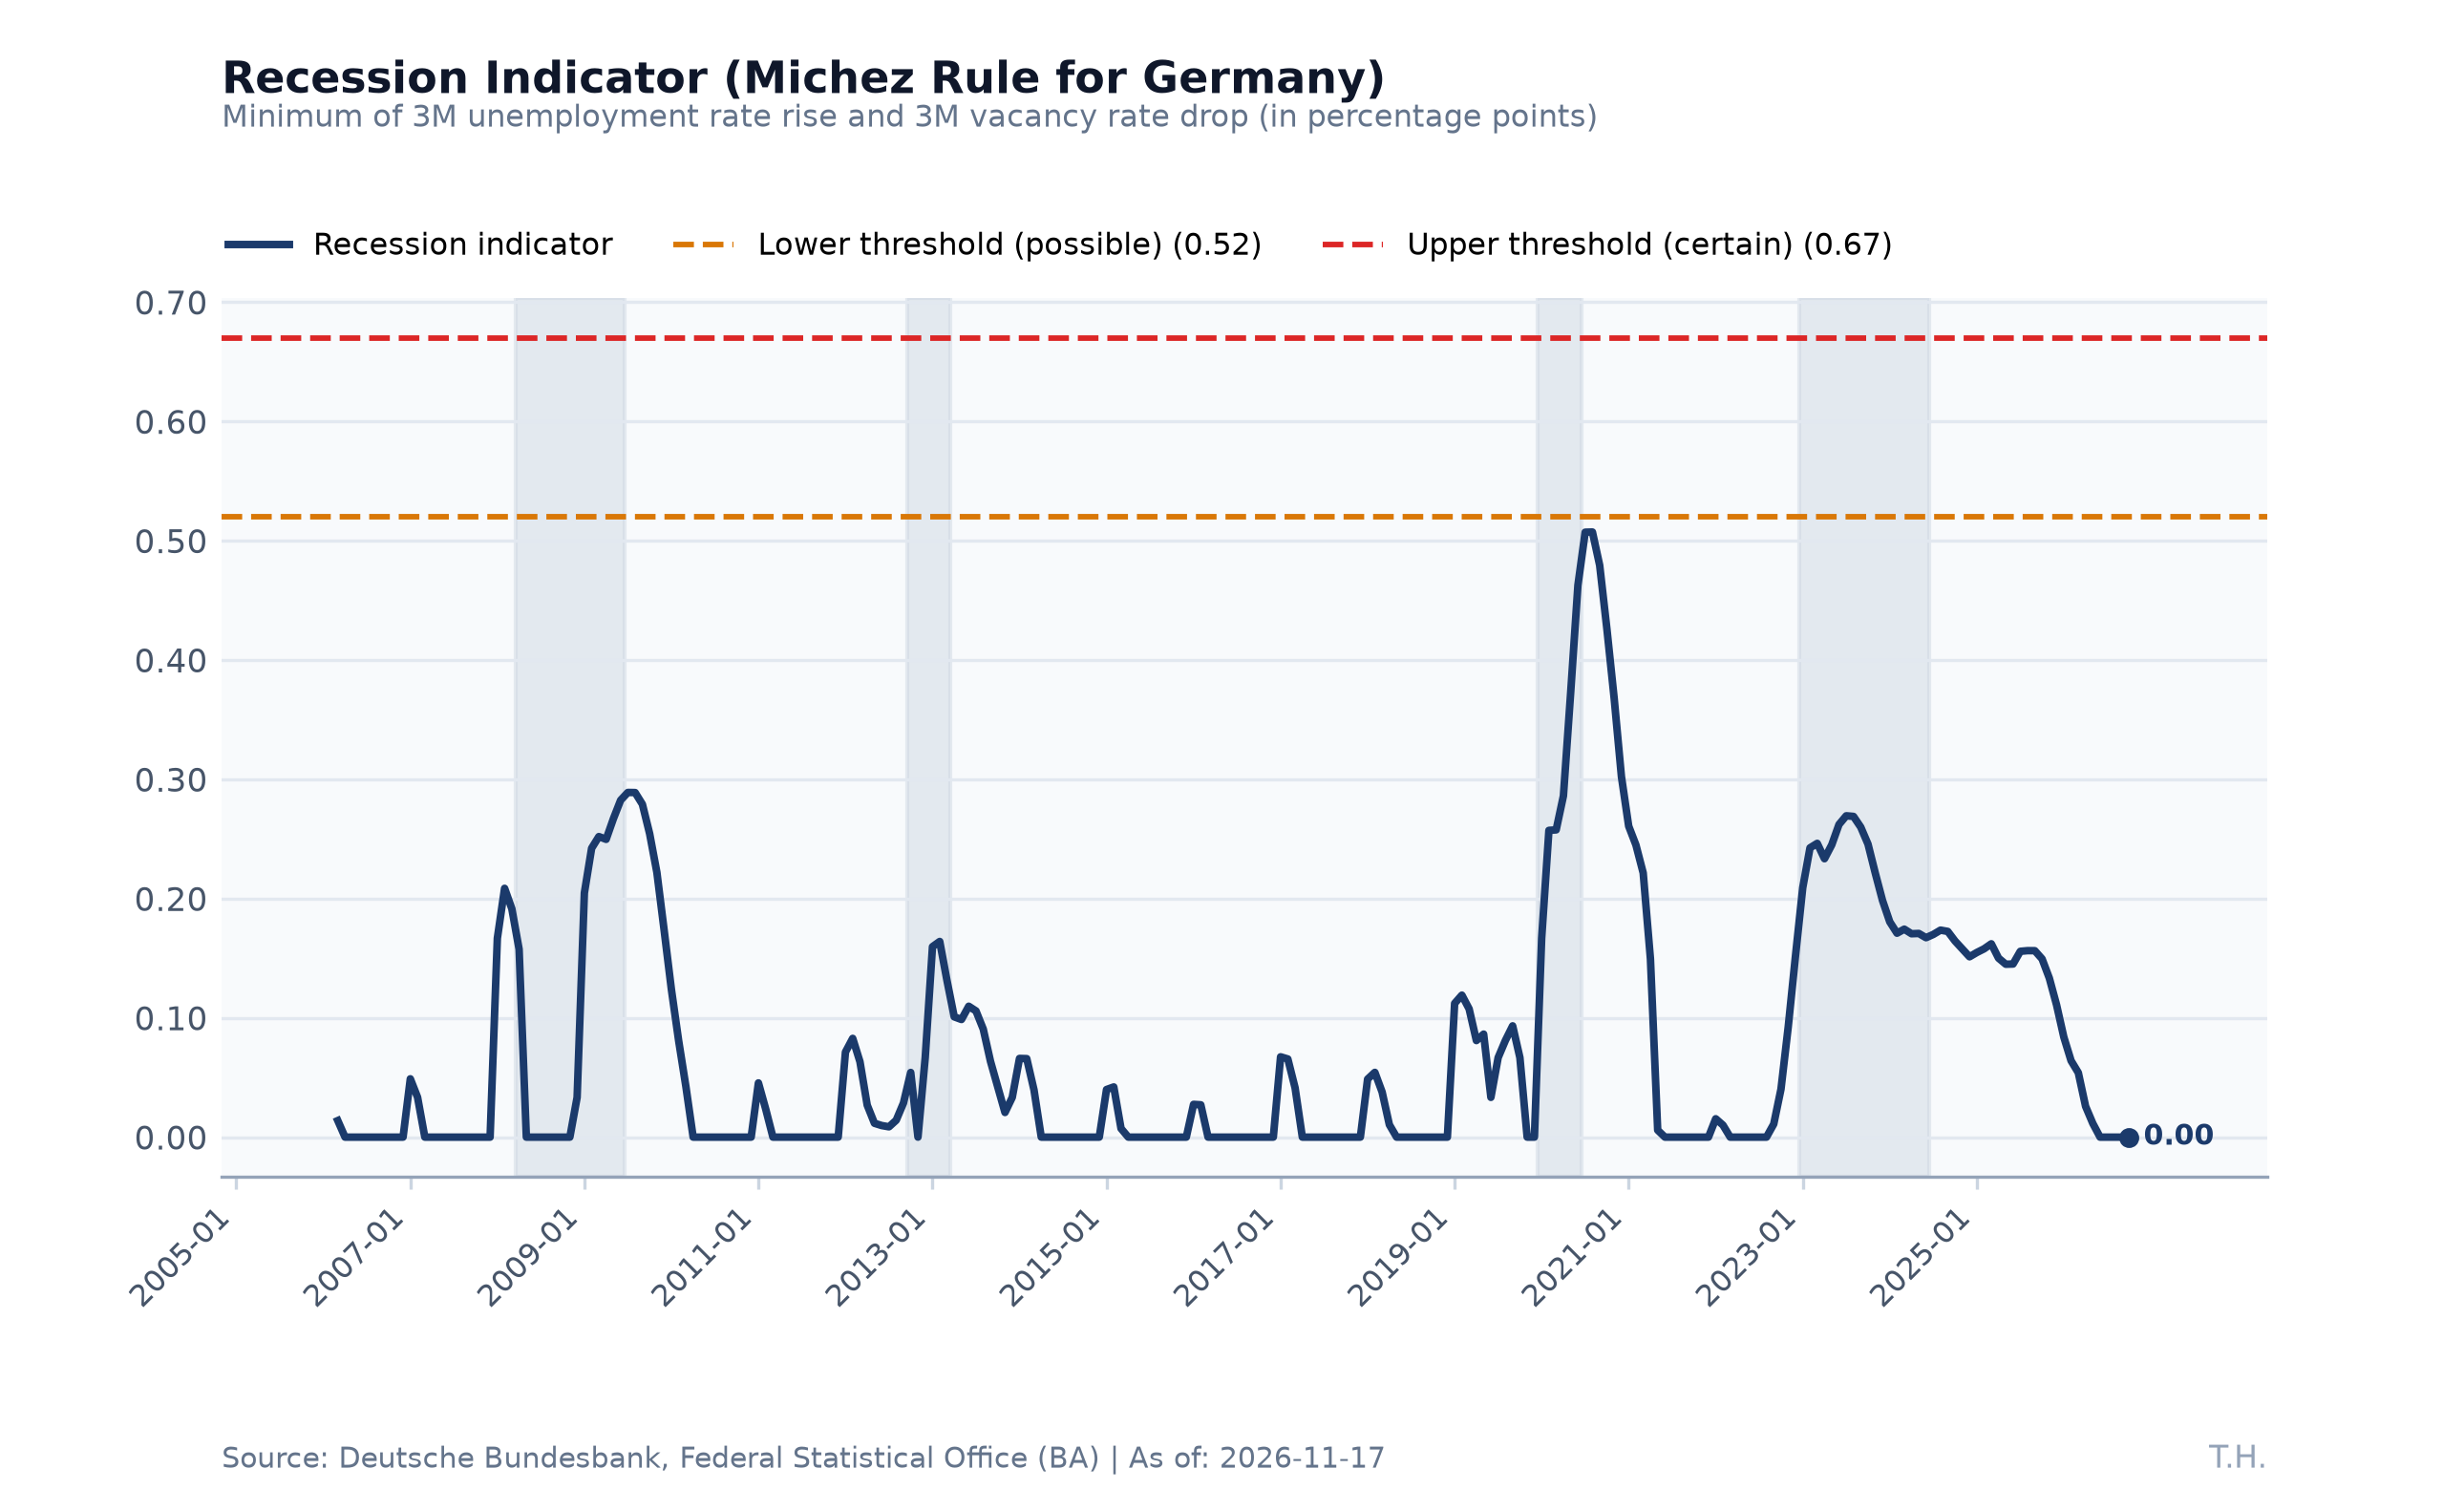 Recession Indicator (Michez Rule for Germany)
Minimum of 3M unemployment rate rise and 3M vacancy rate drop (in percentage points)
Recession indicator
Lower threshold (possible) (0.52)
Upper threshold (certain) (0.67)
0.70
0.60
0.50
0.40
0.30
0.20
0.10
0.00
0.00
2005-01
2007-01
2009-01
2011-01
2013-01
2015-01
2017-01
2019-01
2021-01
2023-01
2025-01
Source: Deutsche Bundesbank, Federal Statistical Office (BA) | As of: 2026-11-17
T.H.